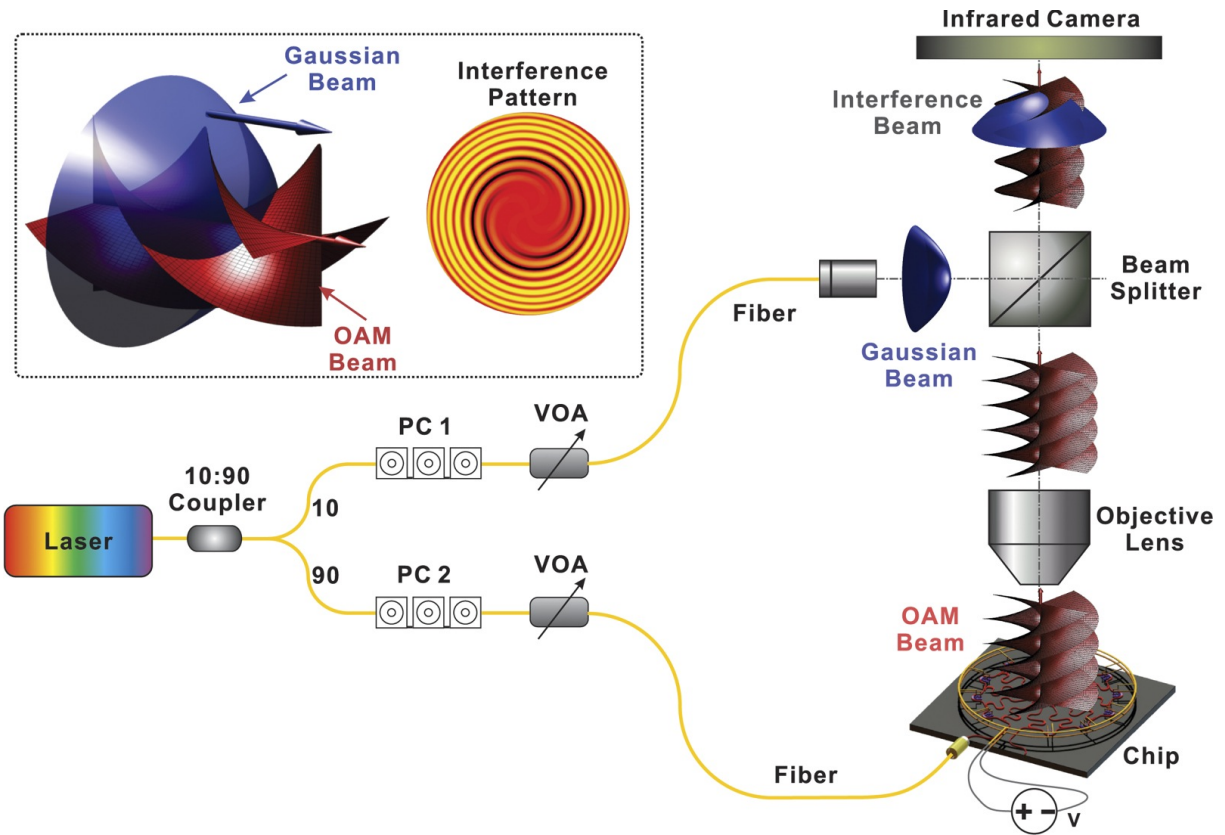 Infrared Camera
Gaussian
Beam
Interference
Pattern
OAM
Beam
Interference
Beam
Fiber
Beam
Splitter
Gaussian
Beam
PC 1
VOA
10:90
Coupler
10
Laser
90
PC 2
VOA
Objective
Lens
OAM
Beam
Fiber
Chip
+ −
V